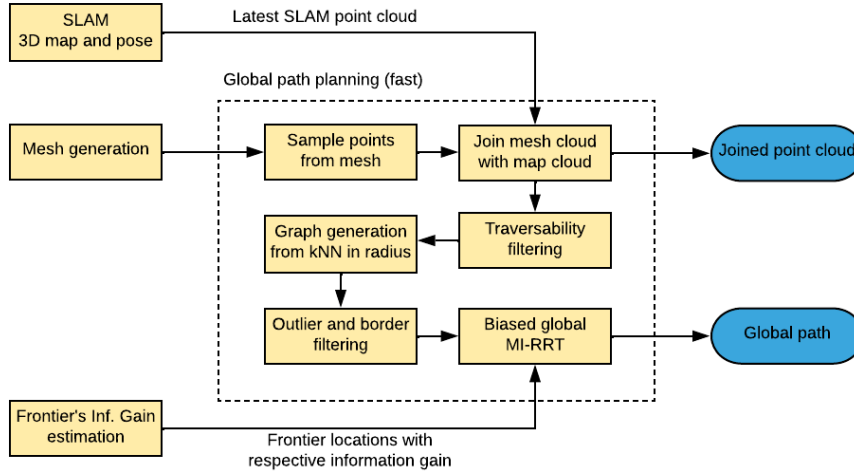 SLAM
3D map and pose
Latest SLAM point cloud
Global path planning (fast)
Mesh generation
Sample points
from mesh
Join mesh cloud
with map cloud
Joined point cloud
Graph generation
from kNN in radius
Traversability
filtering
Outlier and border
filtering
Biased global
MI-RRT
Global path
Frontier's Inf. Gain
estimation
Frontier locations with
respective information gain